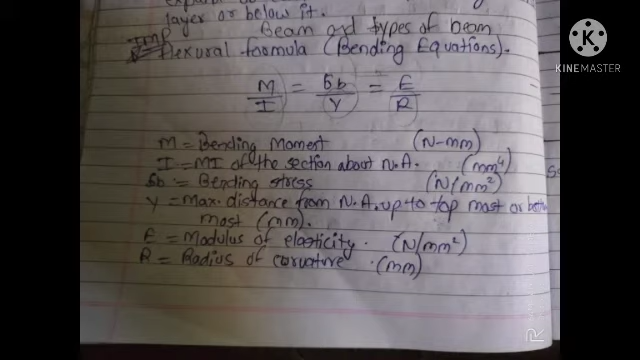 layer or below it.
Beam and types of beam
IMP
flexural formula (Bending Equations).
M/I = σb/Y = E/R
M = Bending Moment (N-mm)
I = MI of the section about N.A. (mm⁴)
σb = Bending stress (N/mm²)
Y = Max. distance from N.A. up to top most or bottom
most (mm).
E = Modulus of elasticity. (N/mm²)
R = Radius of curvature. (mm)
KINEMASTER